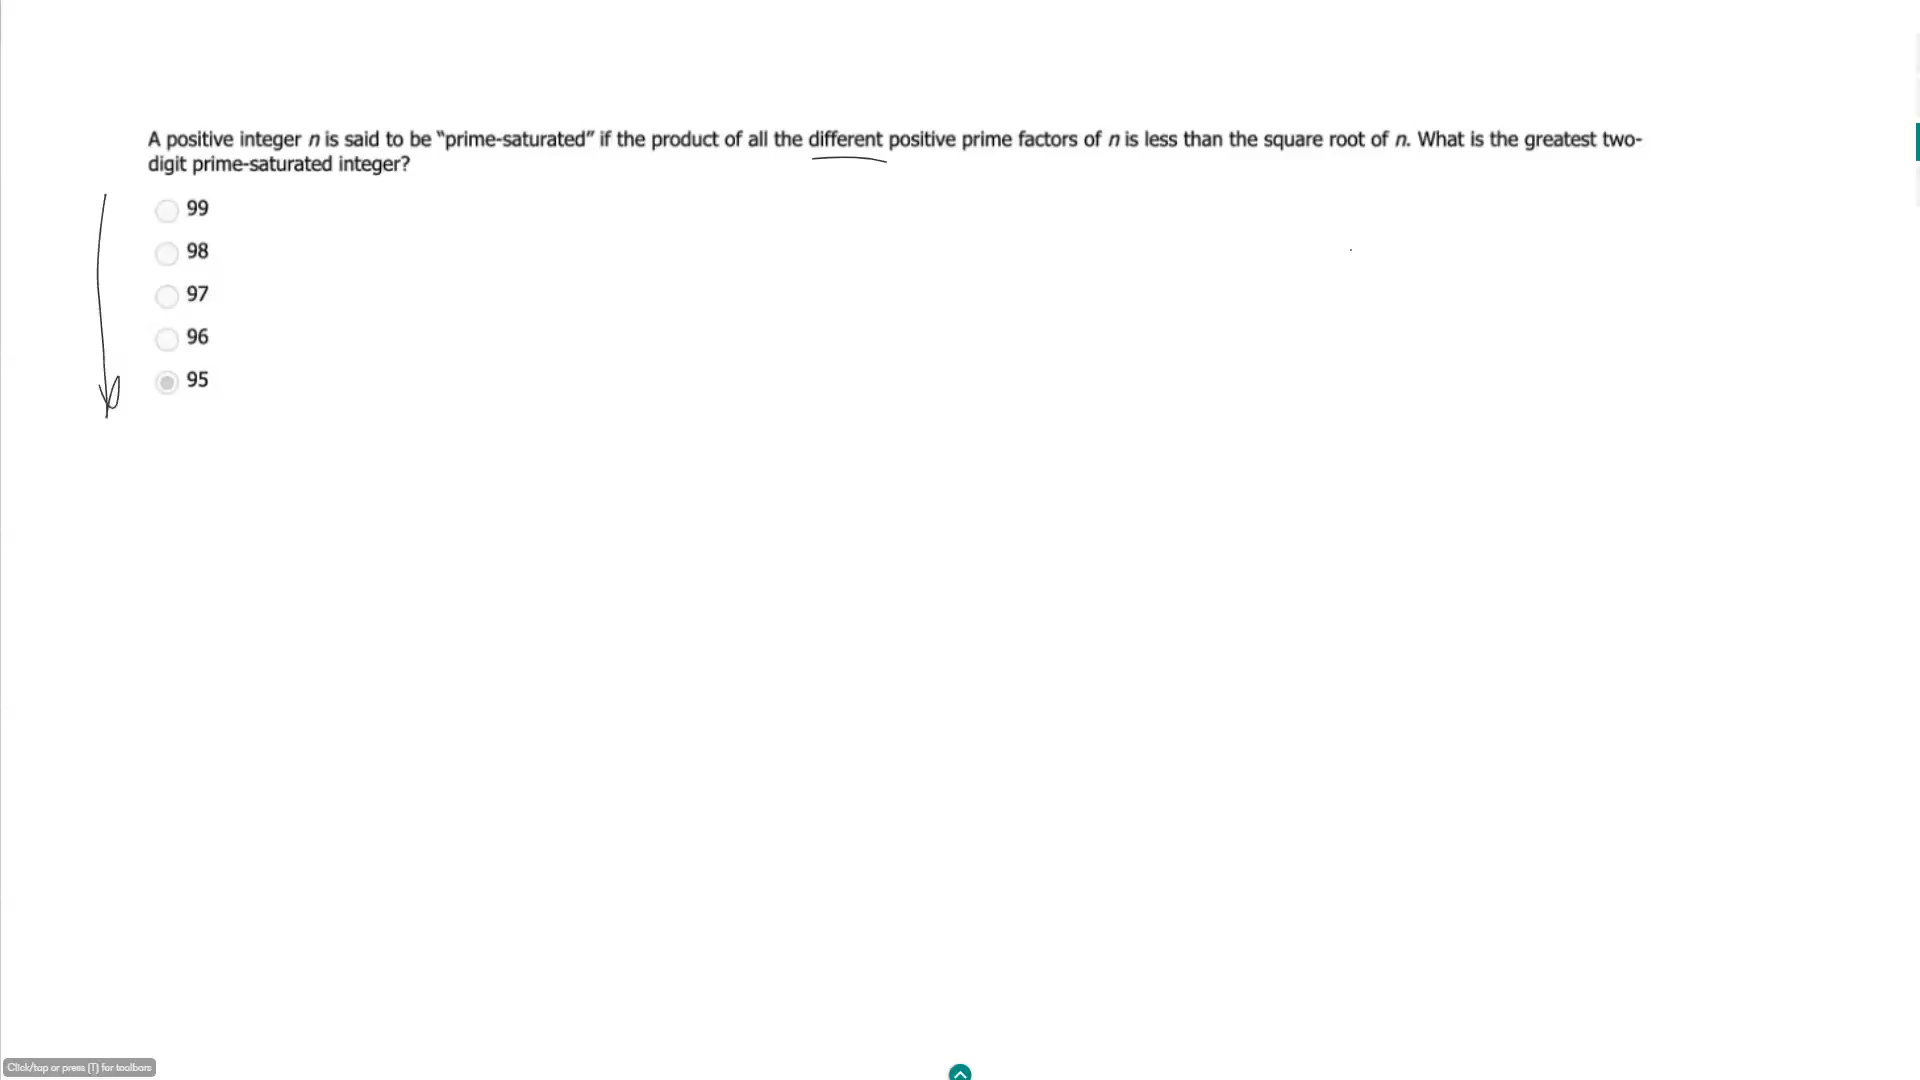 A positive integer n is said to be “prime-saturated” if the product of all the different positive prime factors of n is less than the square root of n. What is the greatest two-
digit prime-saturated integer?
99
98
97
96
95
Click/tap or press [T] for toolbars